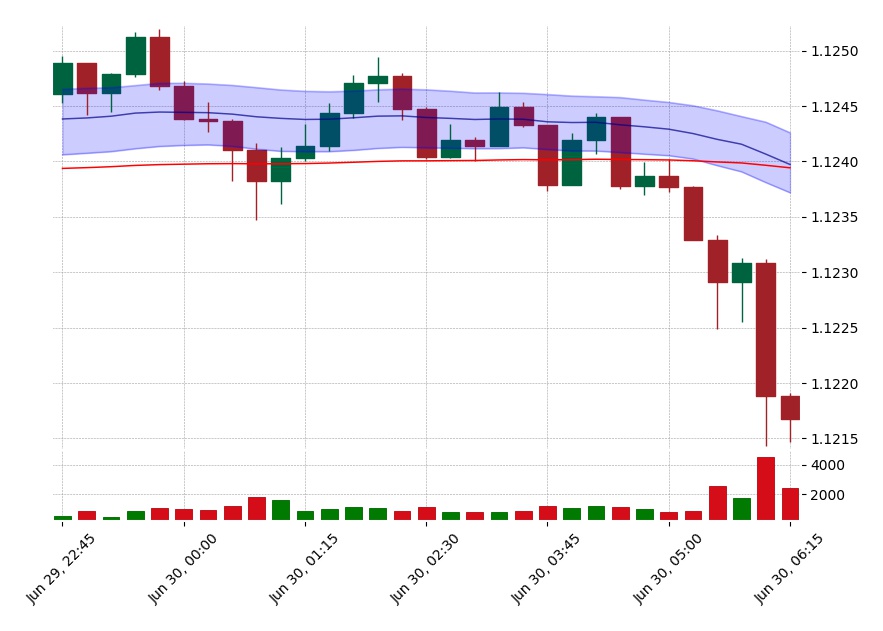 1.1250
1.1245
1.1240
1.1235
1.1230
1.1225
1.1220
1.1215
4000
2000
Jun 29, 22:45
Jun 30, 00:00
Jun 30, 01:15
Jun 30, 02:30
Jun 30, 03:45
Jun 30, 05:00
Jun 30, 06:15